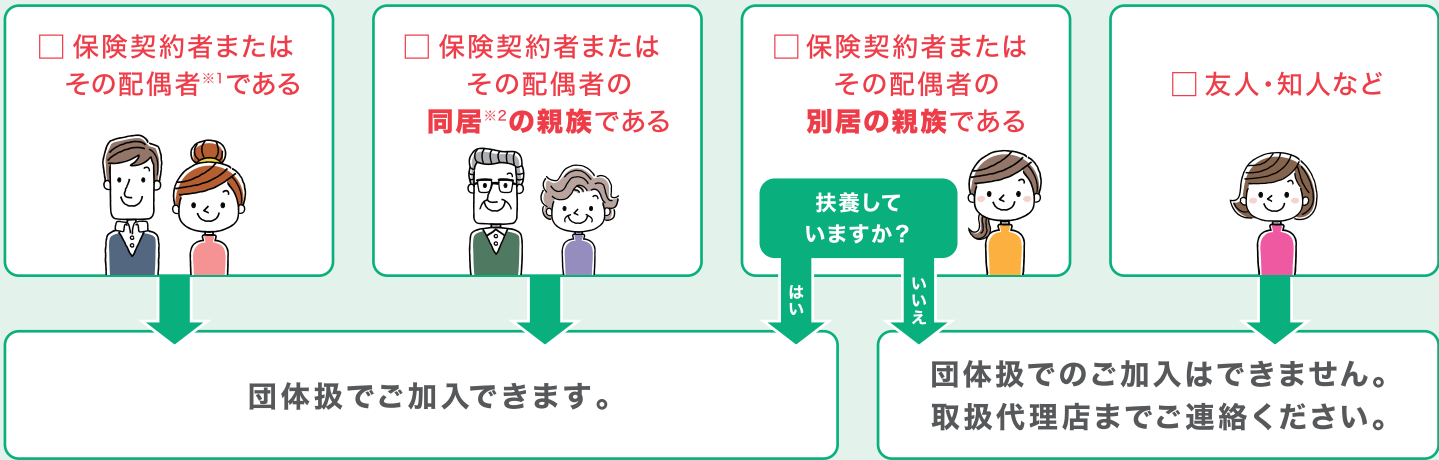 □ 保険契約者または
その配偶者※1である
□ 保険契約者または
その配偶者の
同居※2の親族である
□ 保険契約者または
その配偶者の
別居の親族である
扶養して
いますか？
はい
いいえ
□ 友人・知人など
団体扱でご加入できます。
団体扱でのご加入はできません。
取扱代理店までご連絡ください。